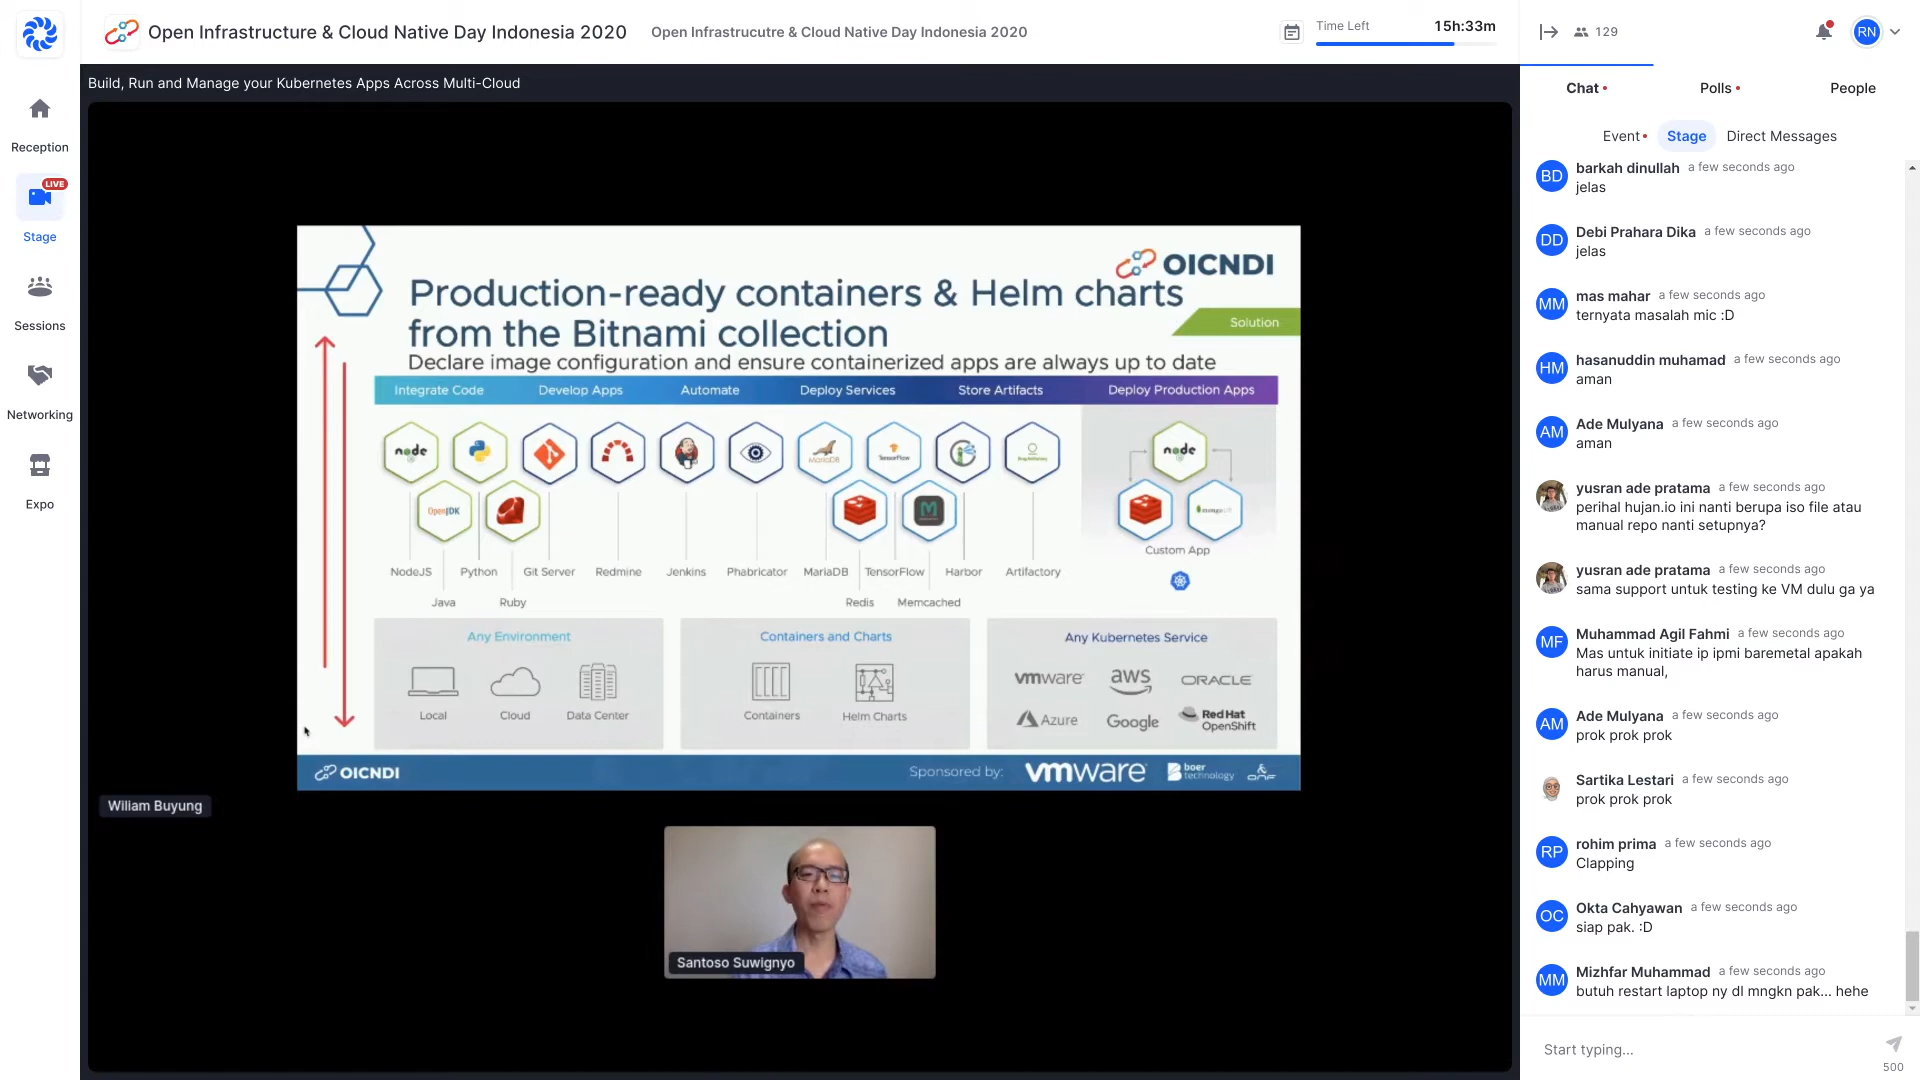 Open Infrastructure & Cloud Native Day Indonesia 2020
Open Infrastrucutre & Cloud Native Day Indonesia 2020
Time Left
15h:33m
129
RN
Reception
LIVE
Stage
Sessions
Networking
Expo
Build, Run and Manage your Kubernetes Apps Across Multi-Cloud
OICNDI
Production-ready containers & Helm charts
from the Bitnami collection
Solution
Declare image configuration and ensure containerized apps are always up to date
Integrate Code
Develop Apps
Automate
Deploy Services
Store Artifacts
Deploy Production Apps
node
MariaDB
TensorFlow
node
OpenJDK
M
Custom App
NodeJS
Python
Git Server
Redmine
Jenkins
Phabricator
MariaDB
TensorFlow
Harbor
Artifactory
Java
Ruby
Redis
Memcached
Any Environment
Local
Cloud
Data Center
Containers and Charts
Containers
Helm Charts
Any Kubernetes Service
vmware
aws
ORACLE
Azure
Google
Red Hat
OpenShift
OICNDI
Sponsored by:
vmware
boer
technology
Wiliam Buyung
Santoso Suwignyo
Chat
Polls
People
Event
Stage
Direct Messages
BD
barkah dinullah a few seconds ago
jelas
DD
Debi Prahara Dika a few seconds ago
jelas
MM
mas mahar a few seconds ago
ternyata masalah mic :D
HM
hasanuddin muhamad a few seconds ago
aman
AM
Ade Mulyana a few seconds ago
aman
yusran ade pratama a few seconds ago
perihal hujan.io ini nanti berupa iso file atau
manual repo nanti setupnya?
yusran ade pratama a few seconds ago
sama support untuk testing ke VM dulu ga ya
MF
Muhammad Agil Fahmi a few seconds ago
Mas untuk initiate ip ipmi baremetal apakah
harus manual,
AM
Ade Mulyana a few seconds ago
prok prok prok
Sartika Lestari a few seconds ago
prok prok prok
RP
rohim prima a few seconds ago
Clapping
OC
Okta Cahyawan a few seconds ago
siap pak. :D
MM
Mizhfar Muhammad a few seconds ago
butuh restart laptop ny dl mngkn pak... hehe
Start typing...
500